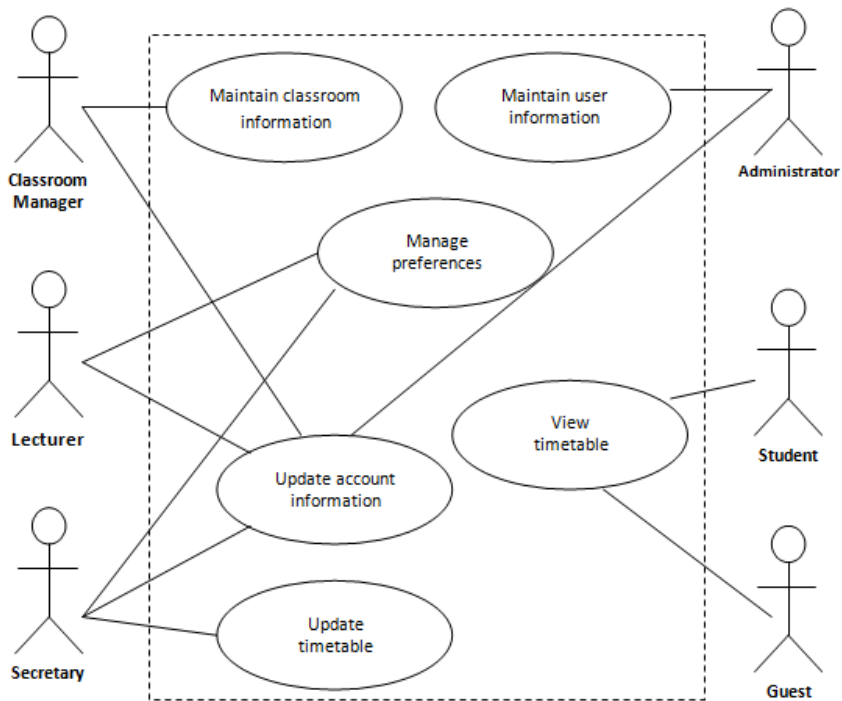 Maintain classroom
information
Maintain user
information
Classroom
Manager
Administrator
Manage
preferences
Lecturer
View
timetable
Student
Update account
information
Secretary
Update
timetable
Guest